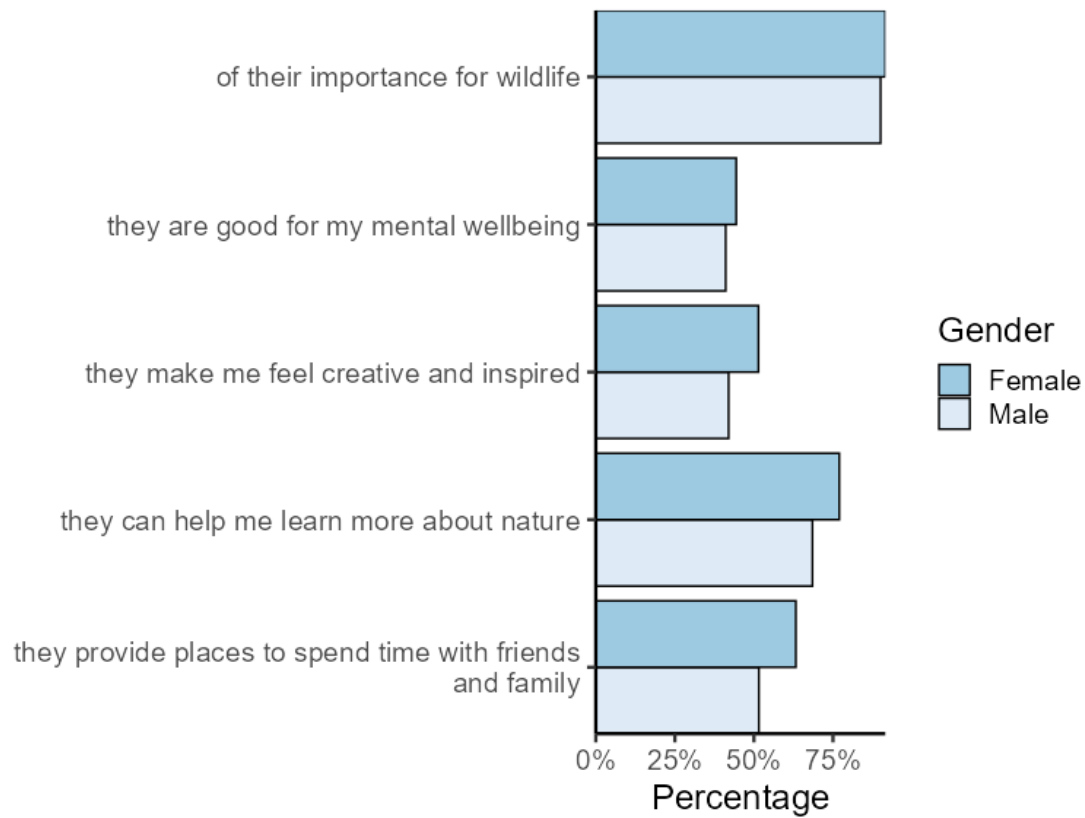 of their importance for wildlife
they are good for my mental wellbeing
they make me feel creative and inspired
they can help me learn more about nature
they provide places to spend time with friends
and family
0% 25% 50% 75%
Percentage
Gender
Female
Male